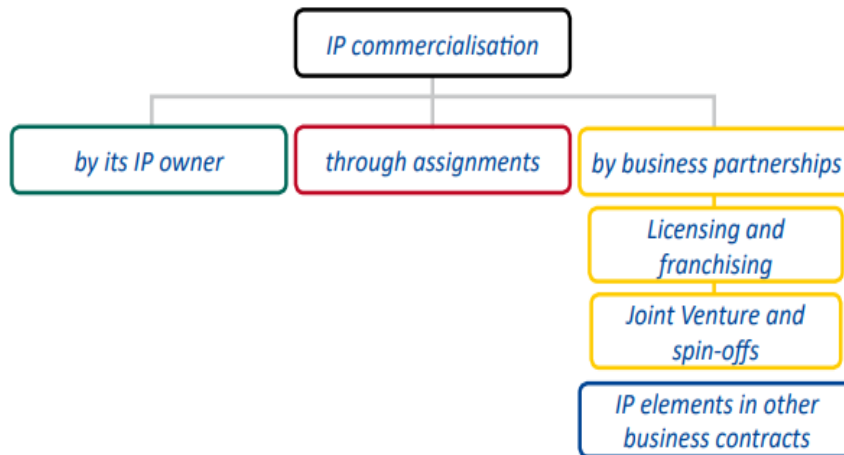 IP commercialisation
by its IP owner
through assignments
by business partnerships
Licensing and
franchising
Joint Venture and
spin-offs
IP elements in other
business contracts